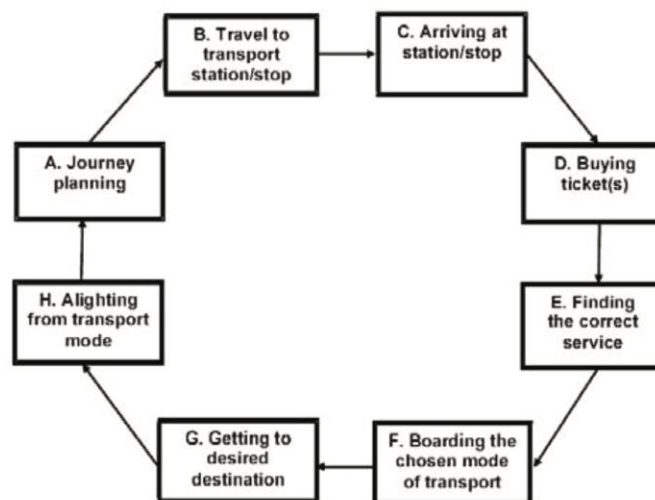 A. Journey
planning
B. Travel to
transport
station/stop
C. Arriving at
station/stop
D. Buying
ticket(s)
E. Finding
the correct
service
F. Boarding the
chosen mode
of transport
G. Getting to
desired
destination
H. Alighting
from transport
mode